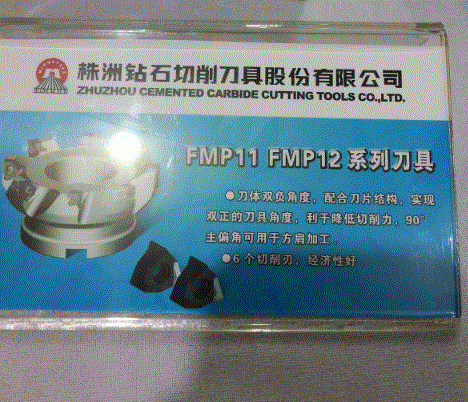 株洲钻石切削刀具股份有限公司
ZHUZHOU CEMENTED CARBIDE CUTTING TOOLS CO.,LTD.
FMP11 FMP12 系列刀具
●刀体双负角度，配合刀片结构，实现
双正的刀具角度，利于降低切削力，90°
主偏角可用于方肩加工。
●6个切削刃，经济性好。